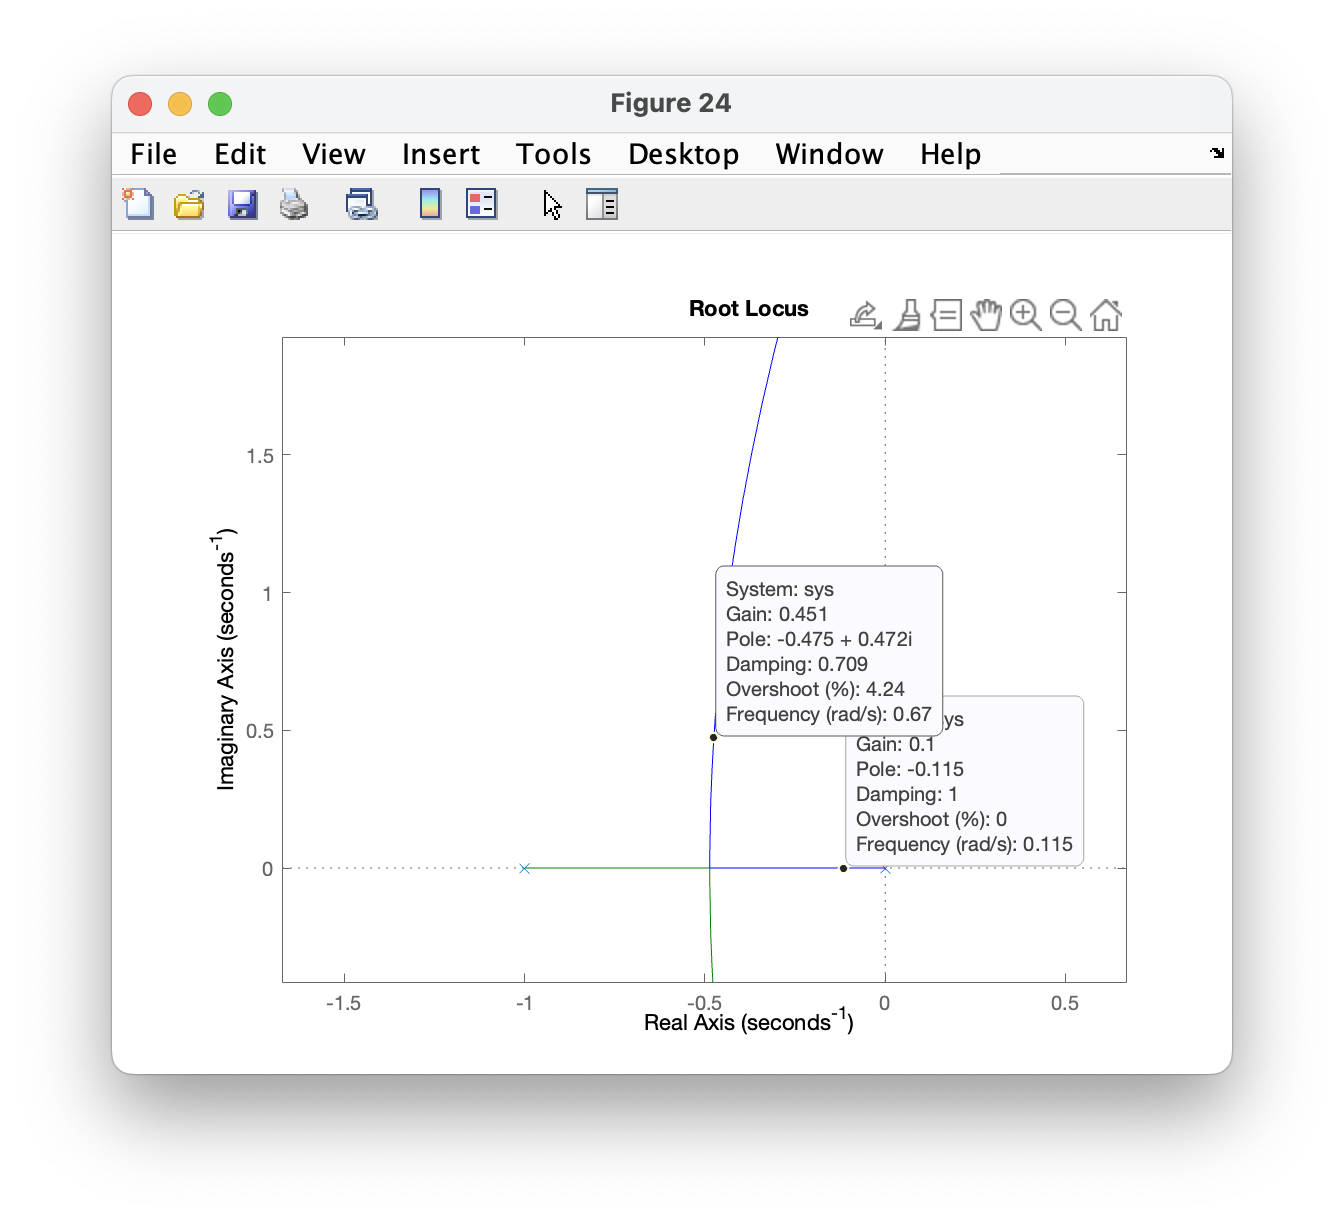 Figure 24
File Edit View Insert Tools Desktop Window Help
Root Locus
Imaginary Axis (seconds⁻¹)
1.5
1
0.5
0
System: sys
Gain: 0.451
Pole: -0.475 + 0.472i
Damping: 0.709
Overshoot (%): 4.24
Frequency (rad/s): 0.67
ys
Gain: 0.1
Pole: -0.115
Damping: 1
Overshoot (%): 0
Frequency (rad/s): 0.115
-1.5 -1 -0.5 0 0.5
Real Axis (seconds⁻¹)